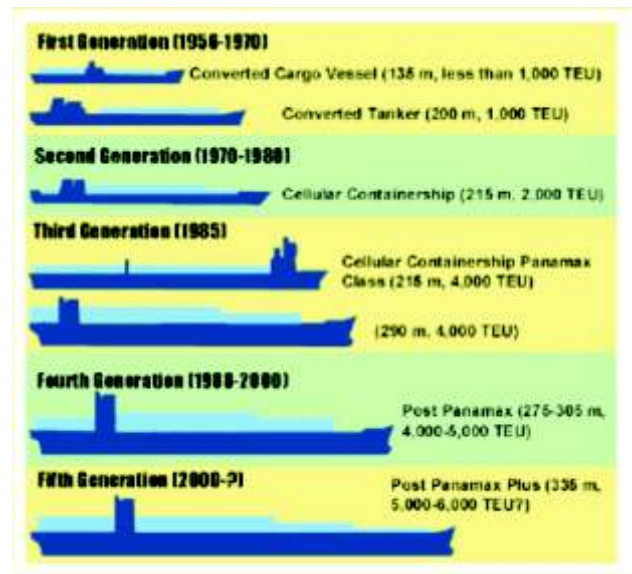 First Generation (1956-1970)
Converted Cargo Vessel (135 m, less than 1,000 TEU)
Converted Tanker (200 m, 1,000 TEU)
Second Generation (1970-1980)
Cellular Containership (215 m, 2,000 TEU)
Third Generation (1985)
Cellular Containership Panamax
Class (215 m, 4,000 TEU)
(290 m, 4,000 TEU)
Fourth Generation (1988-2000)
Post Panamax (275-305 m,
4,000-5,000 TEU)
Fifth Generation (2000-?)
Post Panamax Plus (335 m,
5,000-6,000 TEU?)